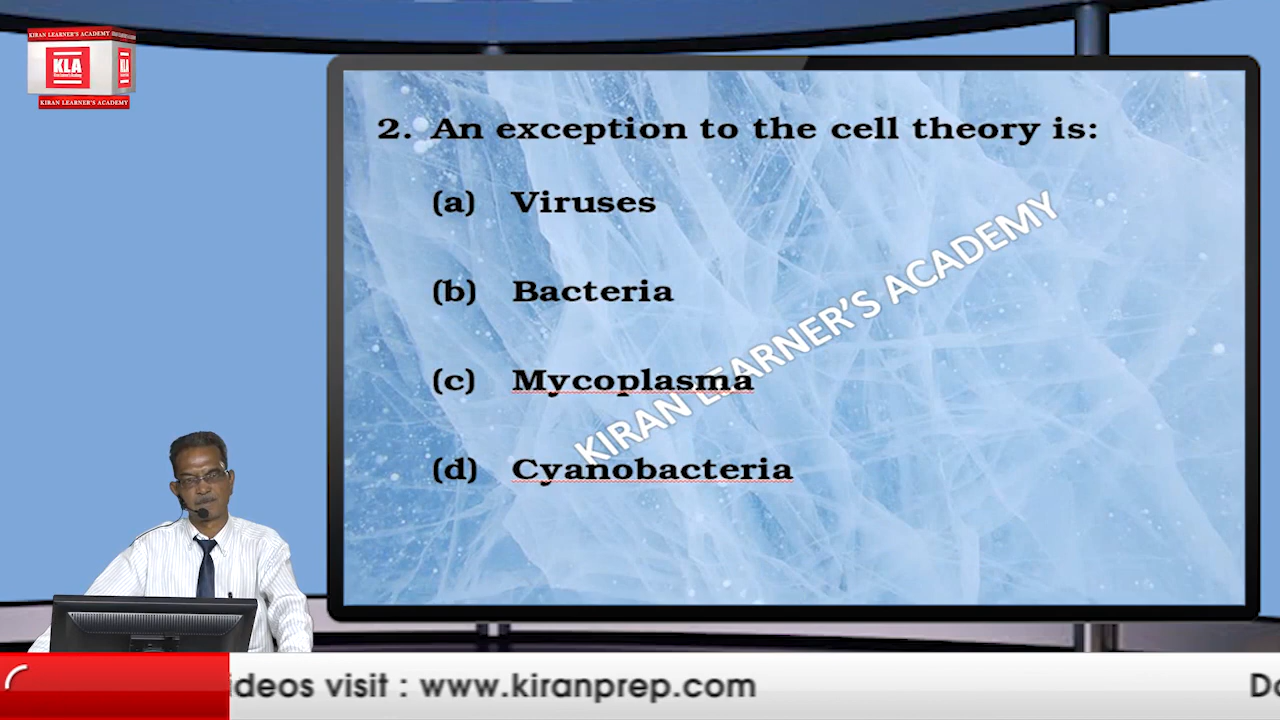 KIRAN LEARNER'S ACADEMY
KLA
KIRAN LEARNER'S ACADEMY
2. An exception to the cell theory is:
(a) Viruses
(b) Bacteria
(c) Mycoplasma
(d) Cyanobacteria
KIRAN LEARNER'S ACADEMY
ideos visit : www.kiranprep.com